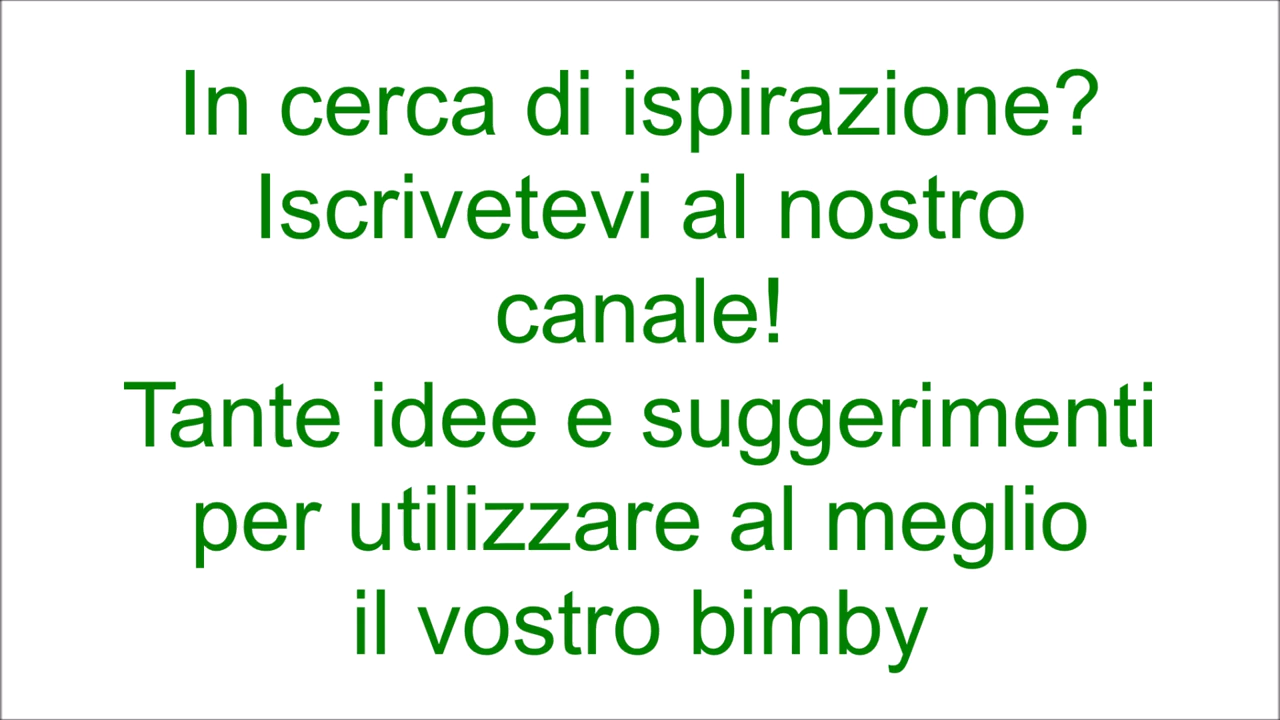 In cerca di ispirazione?
Iscrivetevi al nostro
canale!
Tante idee e suggerimenti
per utilizzare al meglio
il vostro bimby